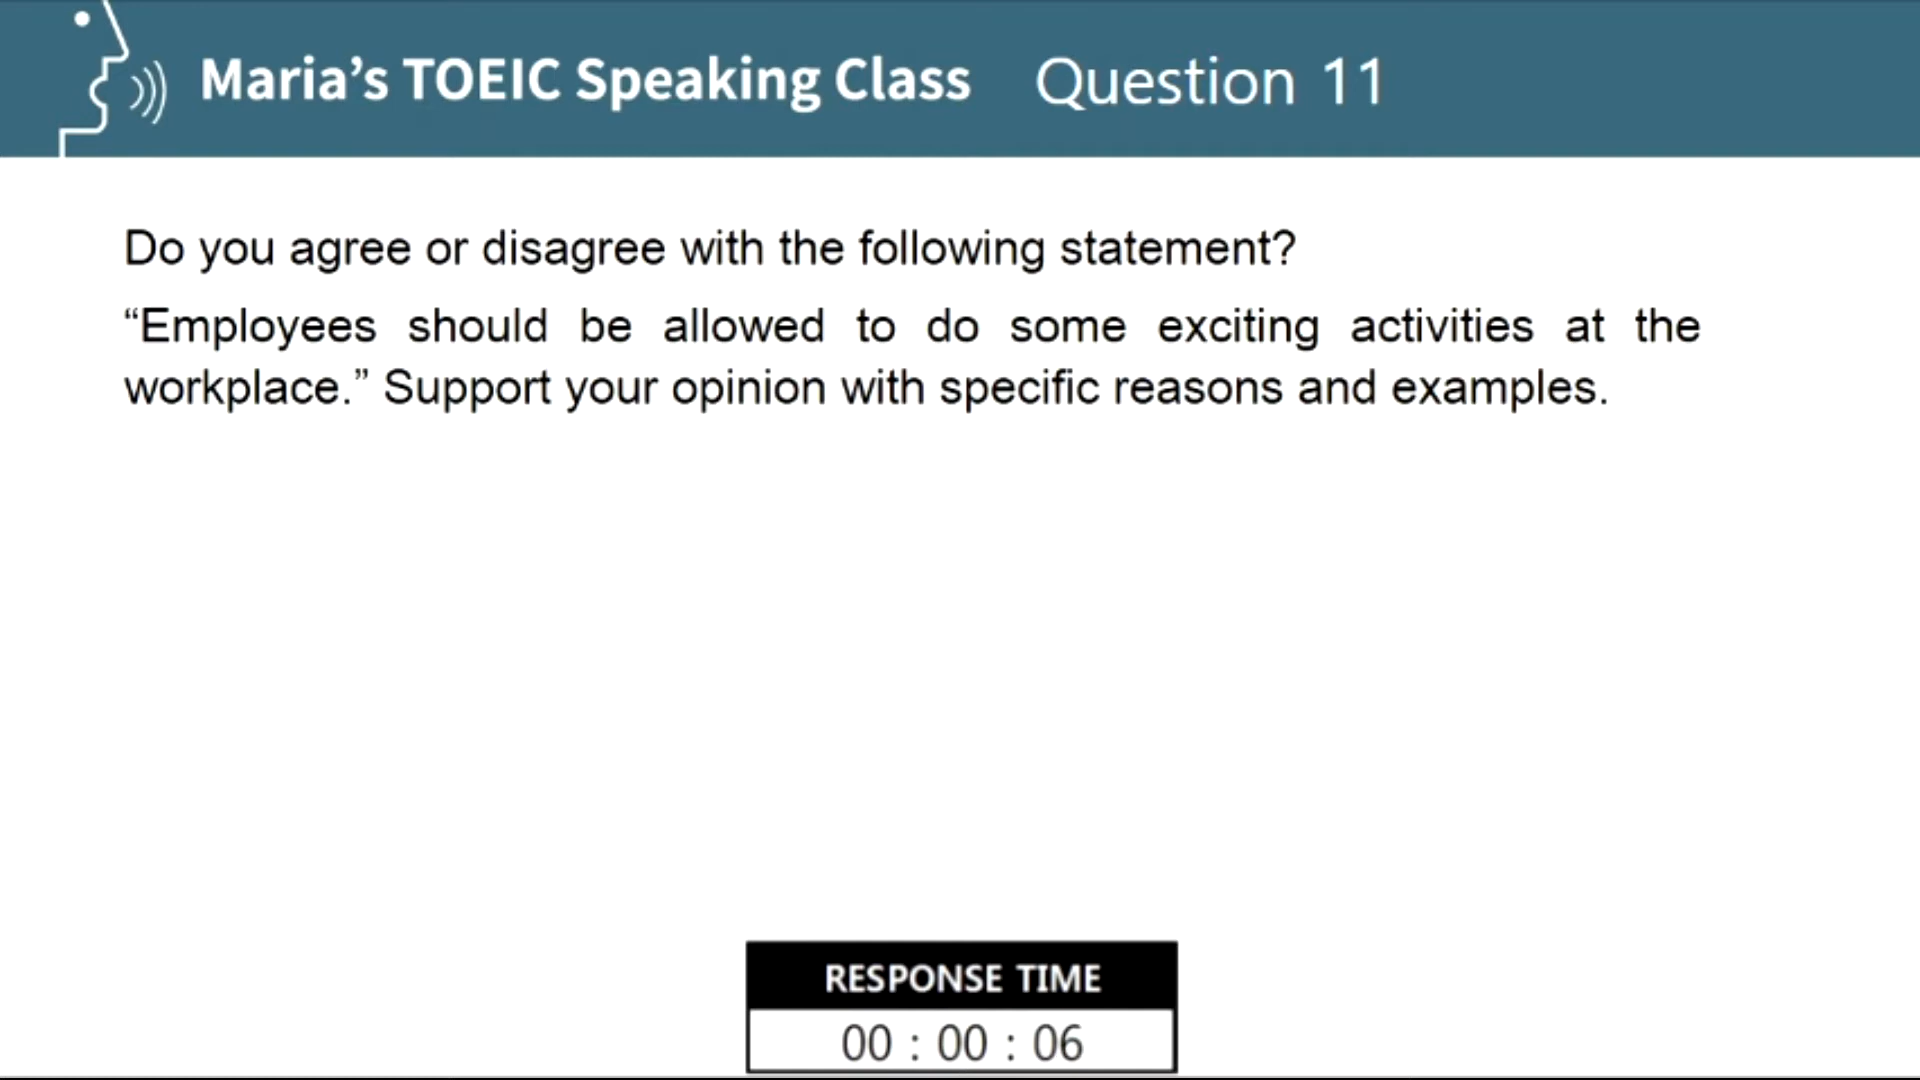 Maria’s TOEIC Speaking Class Question 11
Do you agree or disagree with the following statement?
“Employees should be allowed to do some exciting activities at the
workplace.” Support your opinion with specific reasons and examples.
RESPONSE TIME
00 : 00 : 06